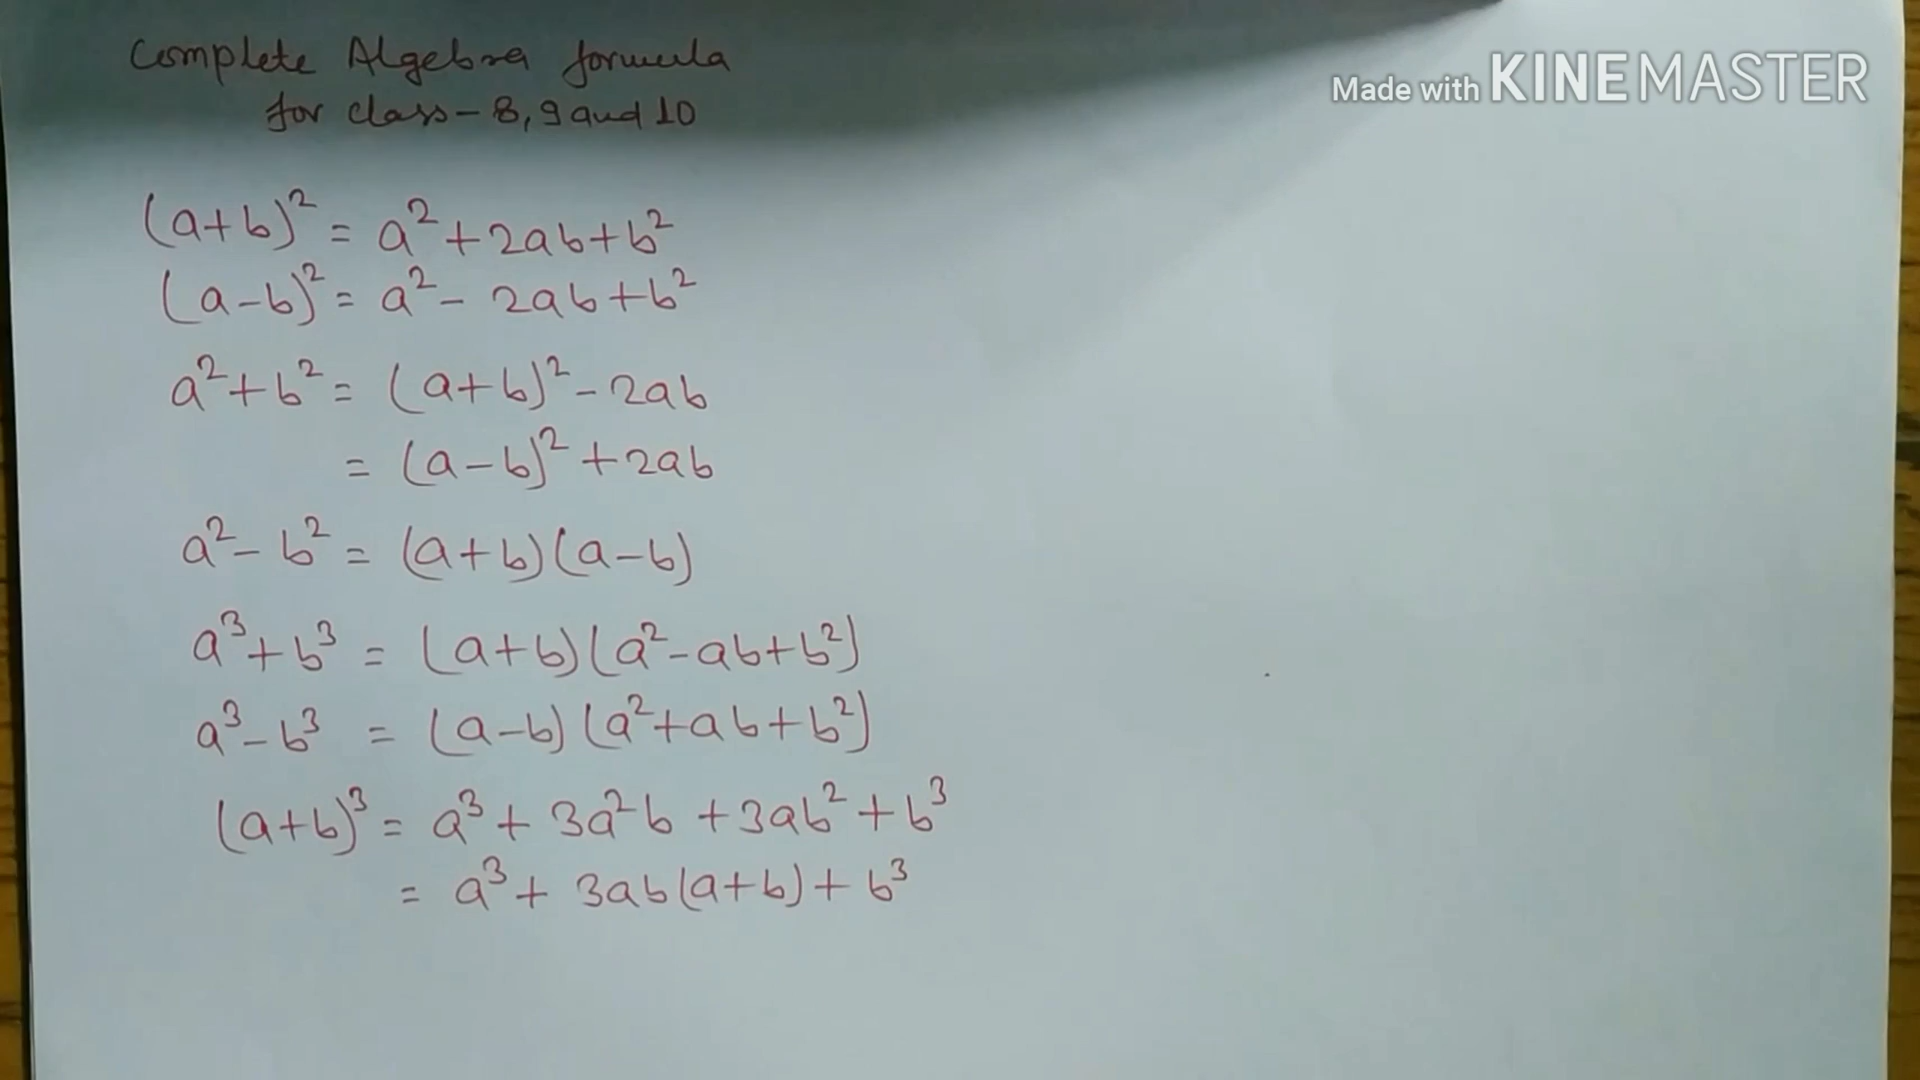 Complete Algebra formula
for class - 8, 9 and 10
Made with KINEMASTER
(a+b)² = a² + 2ab + b²
(a-b)² = a² - 2ab + b²
a² + b² = (a+b)² - 2ab
= (a-b)² + 2ab
a² - b² = (a+b)(a-b)
a³ + b³ = (a+b)(a² - ab + b²)
a³ - b³ = (a-b)(a² + ab + b²)
(a+b)³ = a³ + 3a²b + 3ab² + b³
= a³ + 3ab(a+b) + b³